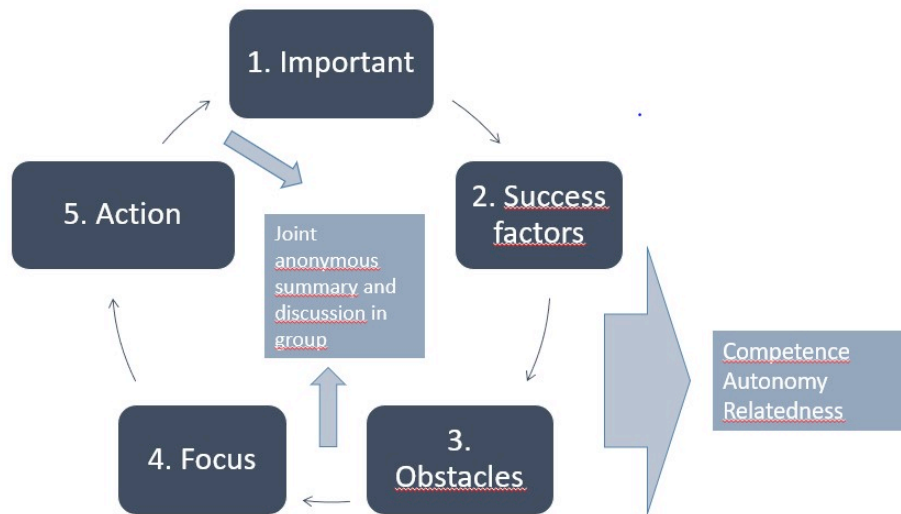 1. Important
5. Action
2. Success
factors
Joint
anonymous
summary and
discussion in
group
Competence
Autonomy
Relatedness
4. Focus
3.
Obstacles